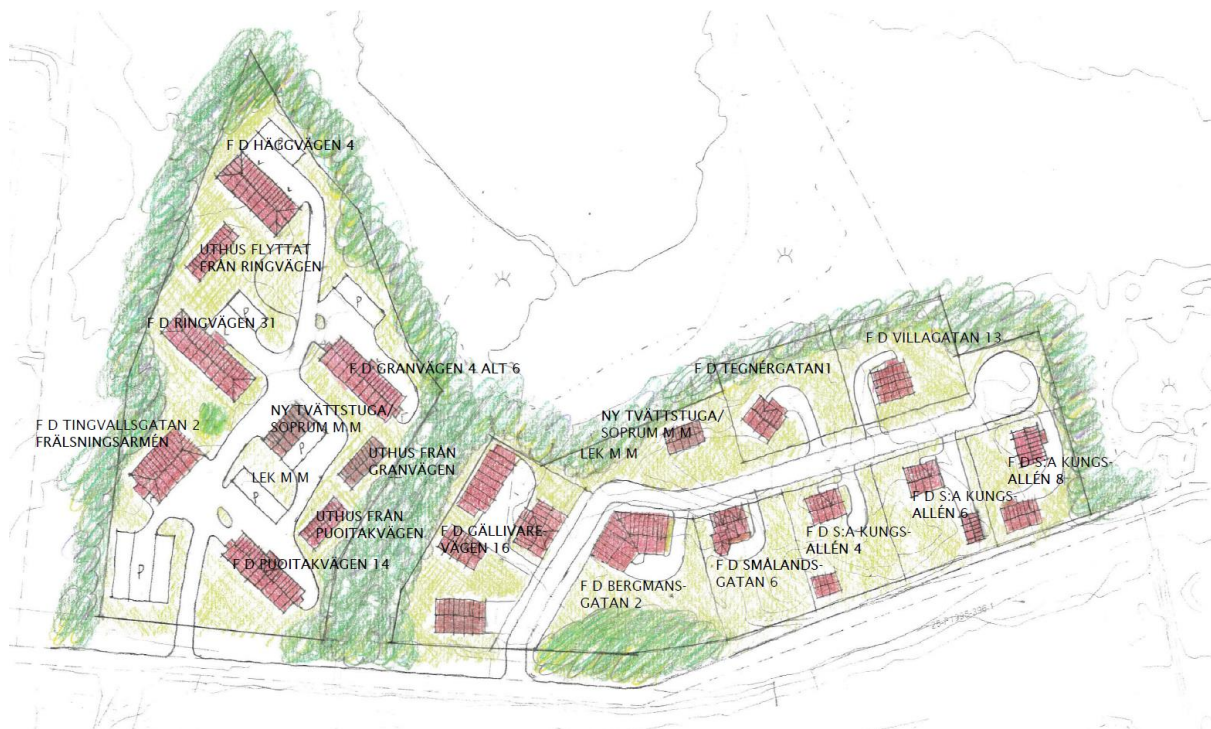 F D HÄGGVÄGEN 4
UTHUS FLYTTAT
FRÅN RINGVÄGEN
P
P
F D RINGVÄGEN 31
F D GRANVÄGEN 4 ALT 6
F D TINGVALLSGATAN 2
FRÄLSNINGSARMÉN
NY TVÄTTSTUGA/
SOPRUM M M
P
UTHUS FRÅN
GRANVÄGEN
LEK M M
P
UTHUS FRÅN
PUOITAKVÄGEN
P
F D PUOITAKVÄGEN 14
F D GÄLLIVARE-
VÄGEN 16
NY TVÄTTSTUGA/
SOPRUM M M
LEK M M
F D TEGNÉRGATAN1
F D VILLAGATAN 13
F D BERGMANS-
GATAN 2
F D SMÅLANDS-
GATAN 6
F D S:A KUNGS-
ALLÉN 4
F D S:A KUNGS-
ALLÉN 6
F D S:A KUNGS-
ALLÉN 8